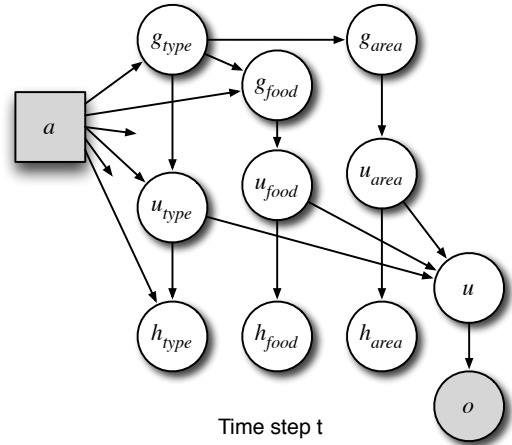 g_type g_area
g_food
a
u_type u_food u_area
u
h_type h_food h_area
o
Time step t